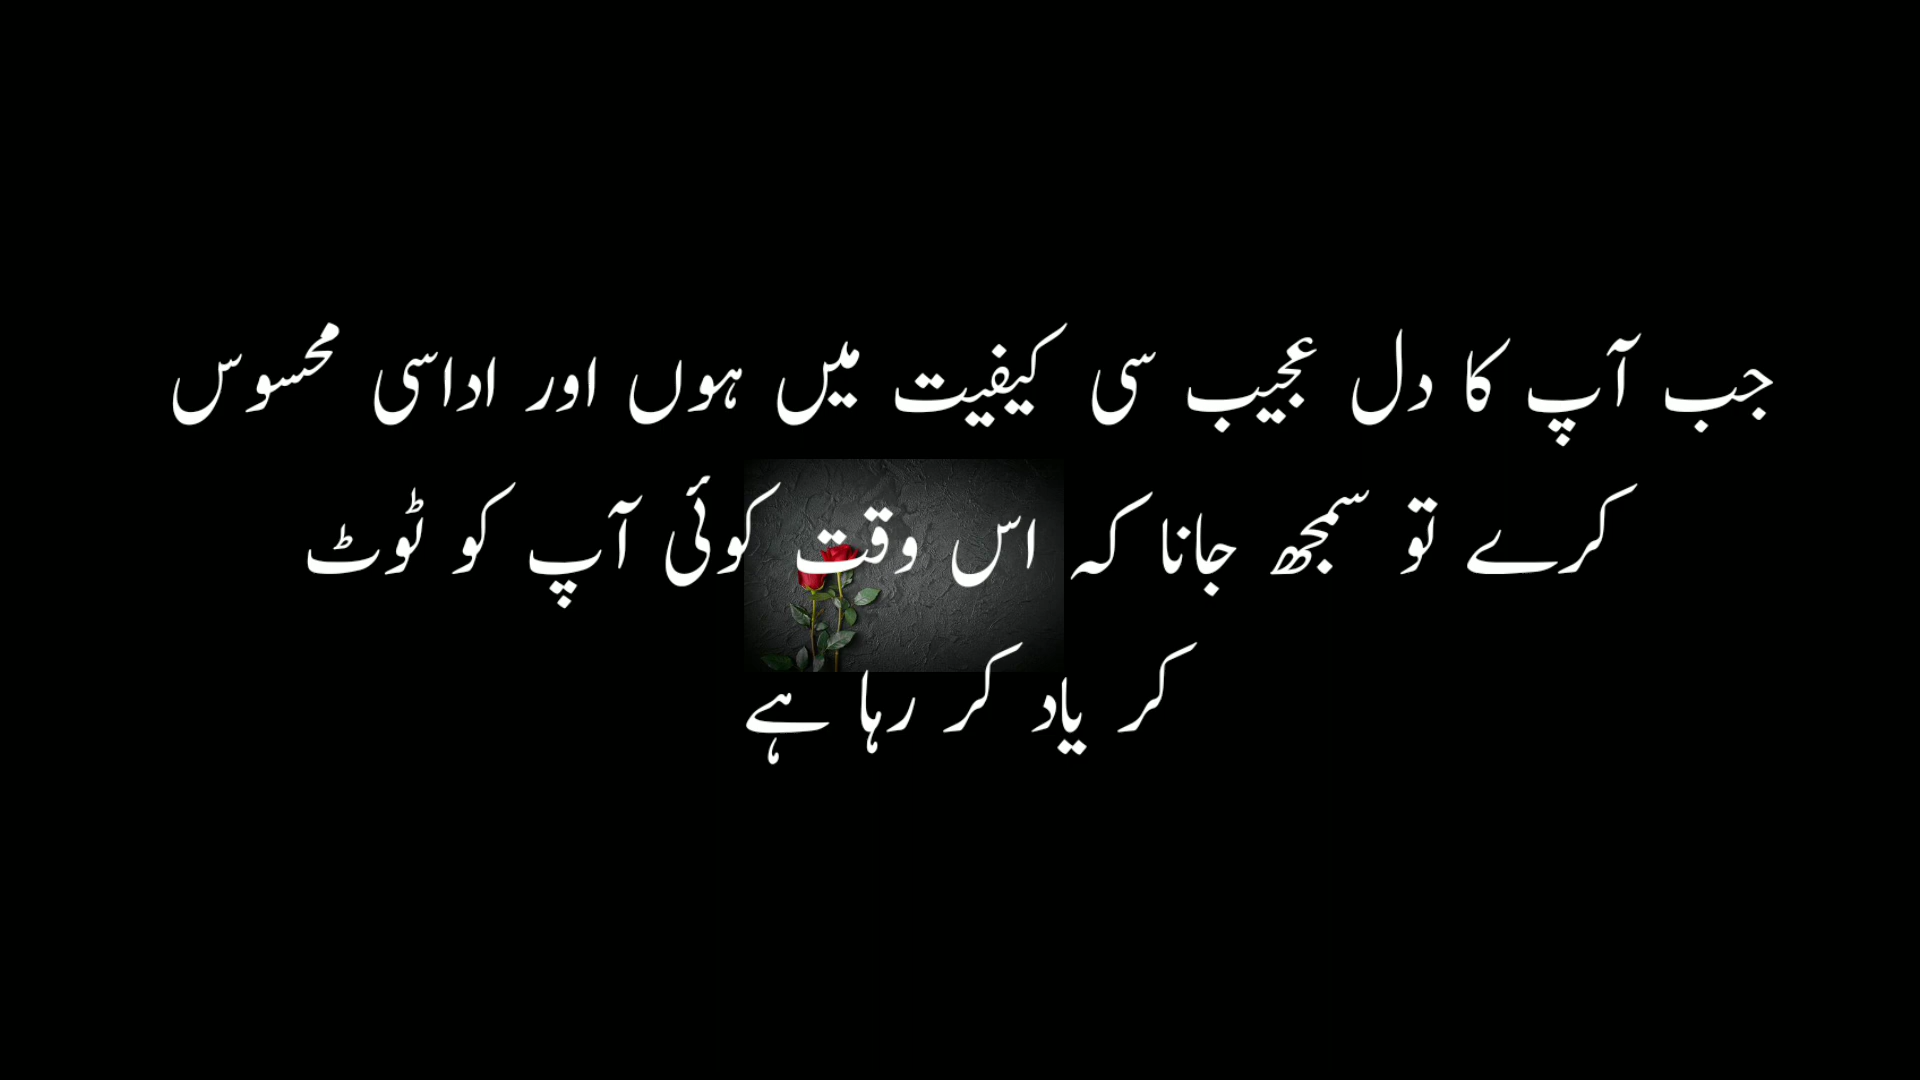 جب آپ کا دل عجیب سی کیفیت میں ہوں اور اداسی محسوس
کرے تو سمجھ جانا کہ اس وقت کوئی آپ کو ٹوٹ
کر یاد کر رہا ہے